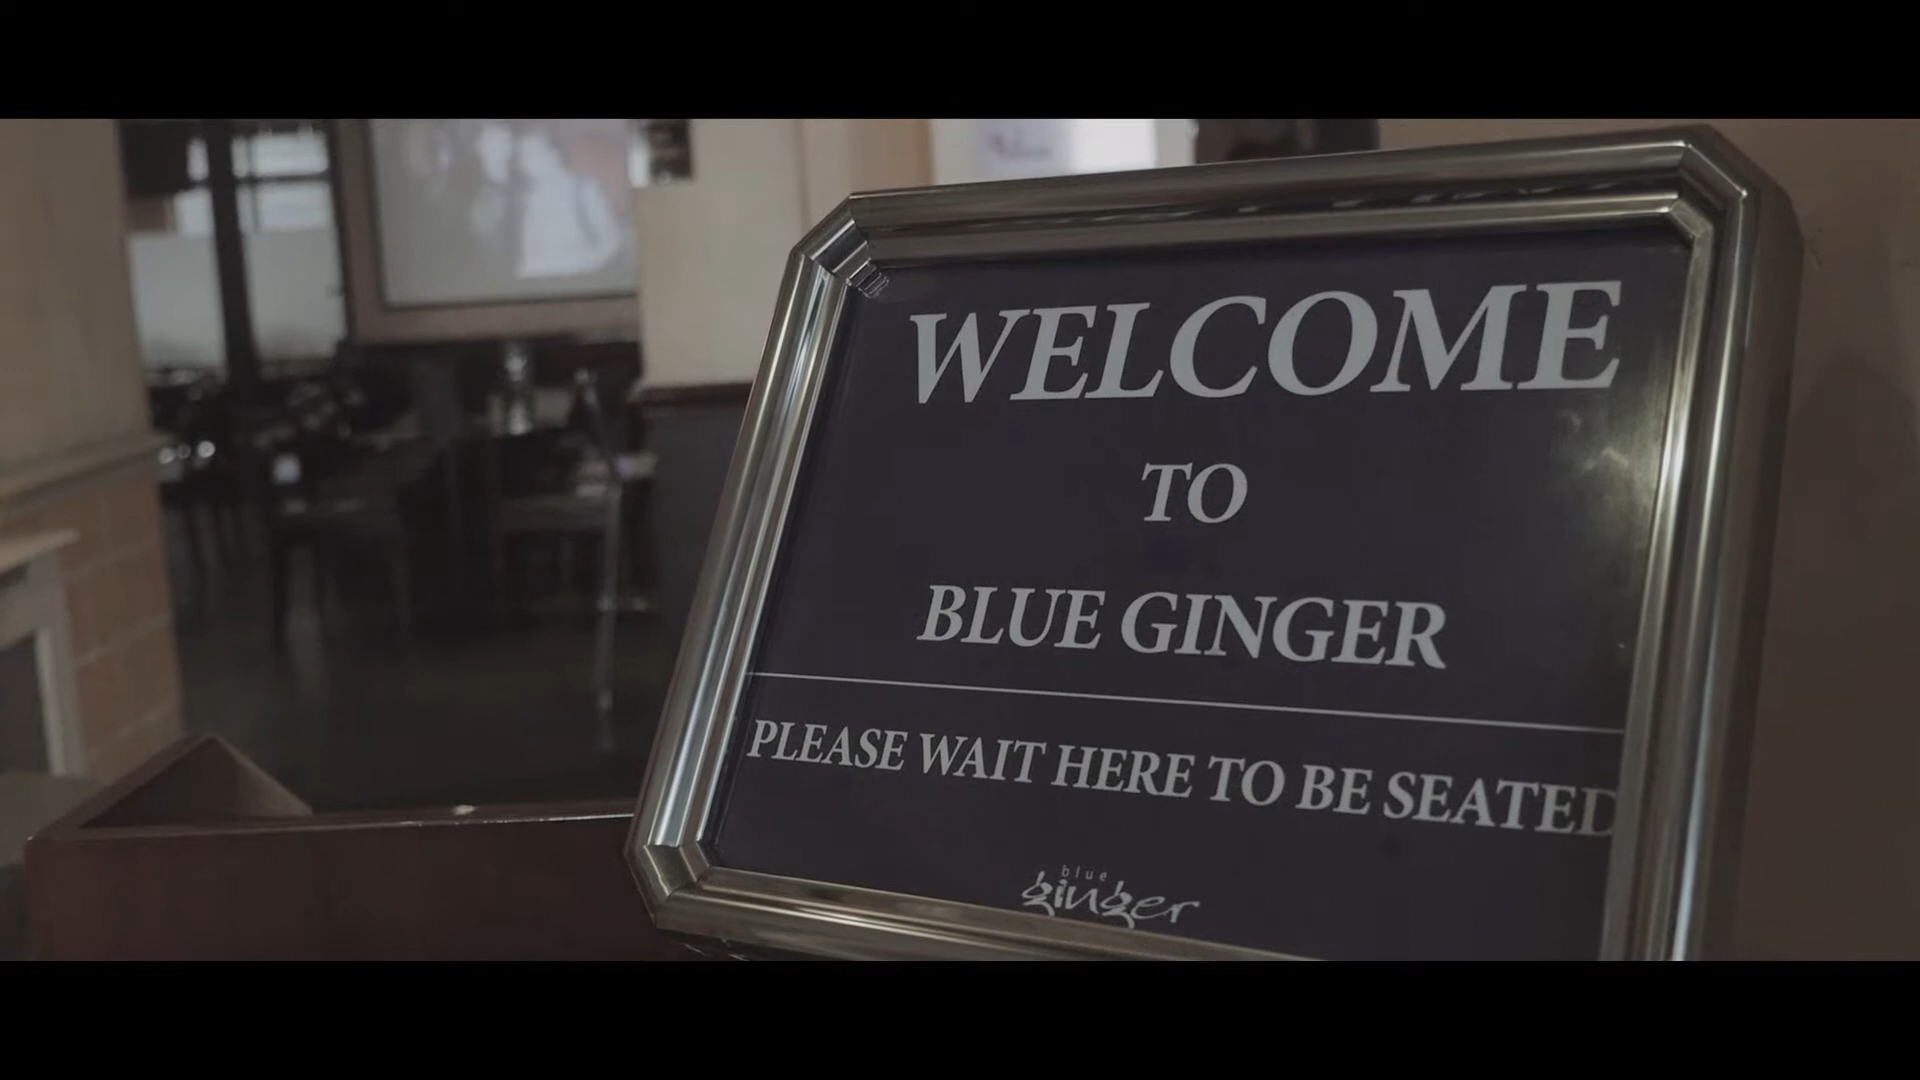 WELCOME
TO
BLUE GINGER
PLEASE WAIT HERE TO BE SEATED
blue
ginger